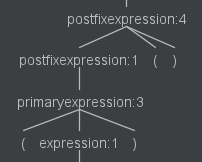 postfixexpression:4
postfixexpression:1 ( )
primaryexpression:3
( expression:1 )